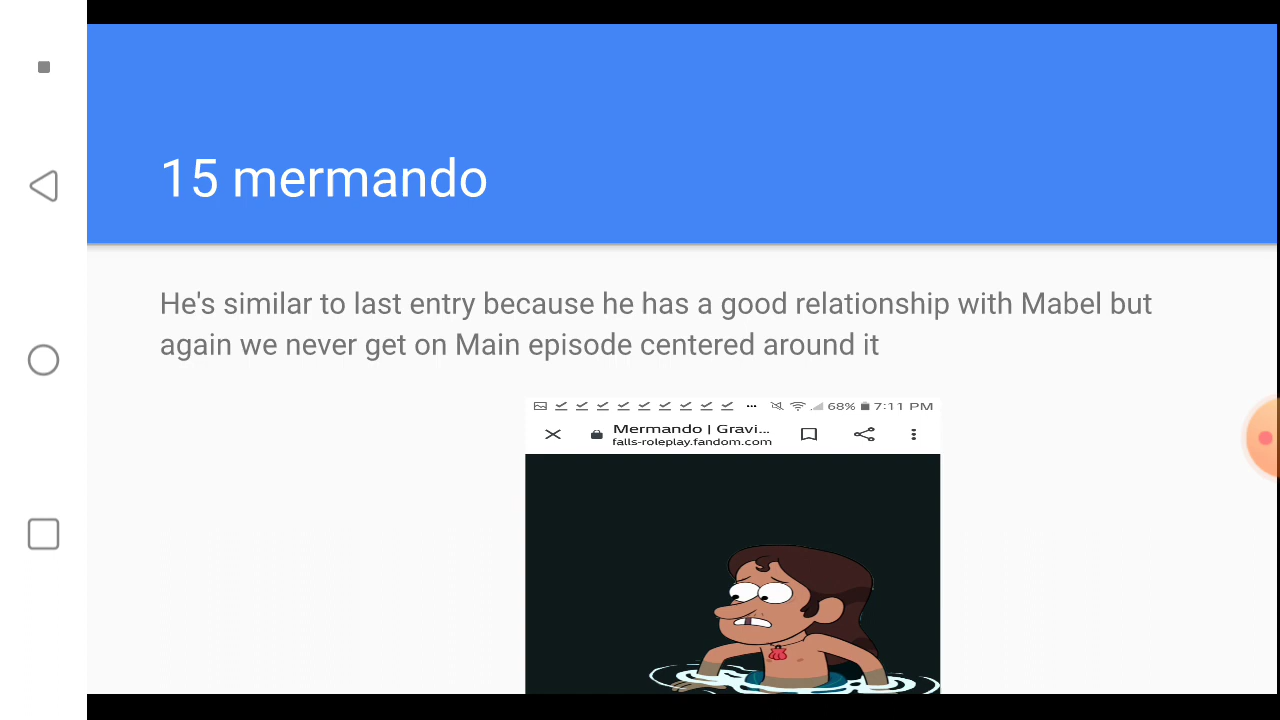 15 mermando
He's similar to last entry because he has a good relationship with Mabel but
again we never get on Main episode centered around it
... 68% 7:11 PM
Mermando | Gravi...
falls-roleplay.fandom.com